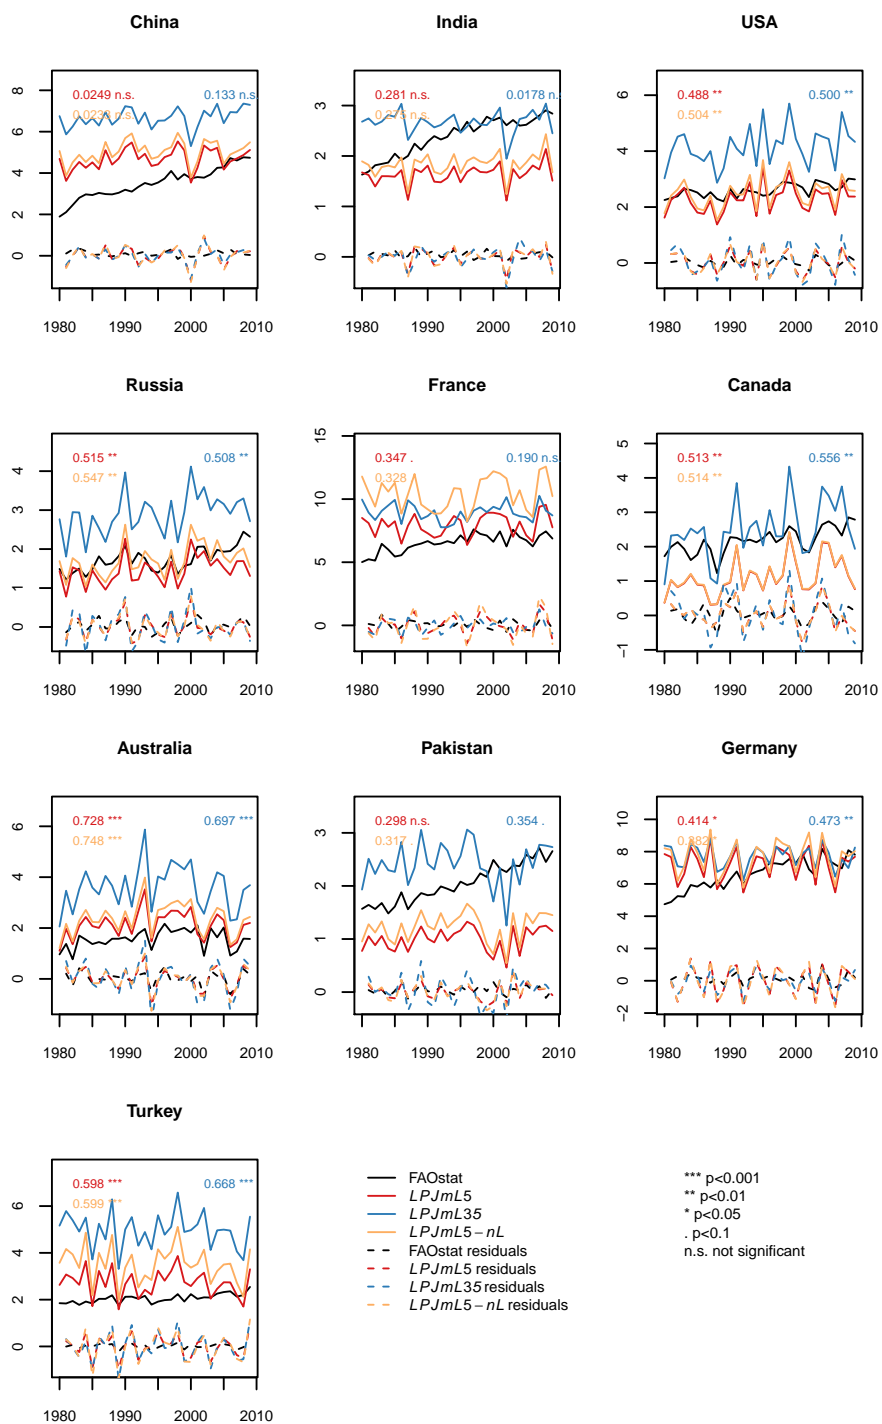 China
India
USA
0.0249 n.s.
0.133 n.s.
0.281 n.s.
0.0178 n.
0.275 n.s.
0.488 **
0.500 **
0.504 **
8
6
4
2
0
3
2
1
0
6
4
2
0
1980 1990 2000 2010
1980 1990 2000 2010
1980 1990 2000 2010
Russia
France
Canada
0.515 **
0.508 **
0.547 **
0.347 .
0.190 n.s
0.328
0.513 **
0.556 **
0.514 **
4
2
0
15
10
5
0
5
4
3
2
1
0
−1
1980 1990 2000 2010
1980 1990 2000 2010
1980 1990 2000 2010
Australia
Pakistan
Germany
0.728 ***
0.697 ***
0.748 ***
0.298 n.s.
0.354 .
0.317 .
0.414 *
0.473 **
0.382 *
6
4
2
0
3
2
1
0
10
8
6
4
2
0
−2
1980 1990 2000 2010
1980 1990 2000 2010
1980 1990 2000 2010
Turkey
0.598 ***
0.668 ***
0.599 ***
6
4
2
0
1980 1990 2000 2010
FAOstat
LPJmL5
LPJmL35
LPJmL5−nL
FAOstat residuals
LPJmL5 residuals
LPJmL35 residuals
LPJmL5−nL residuals
*** p<0.001
** p<0.01
* p<0.05
. p<0.1
n.s. not significant